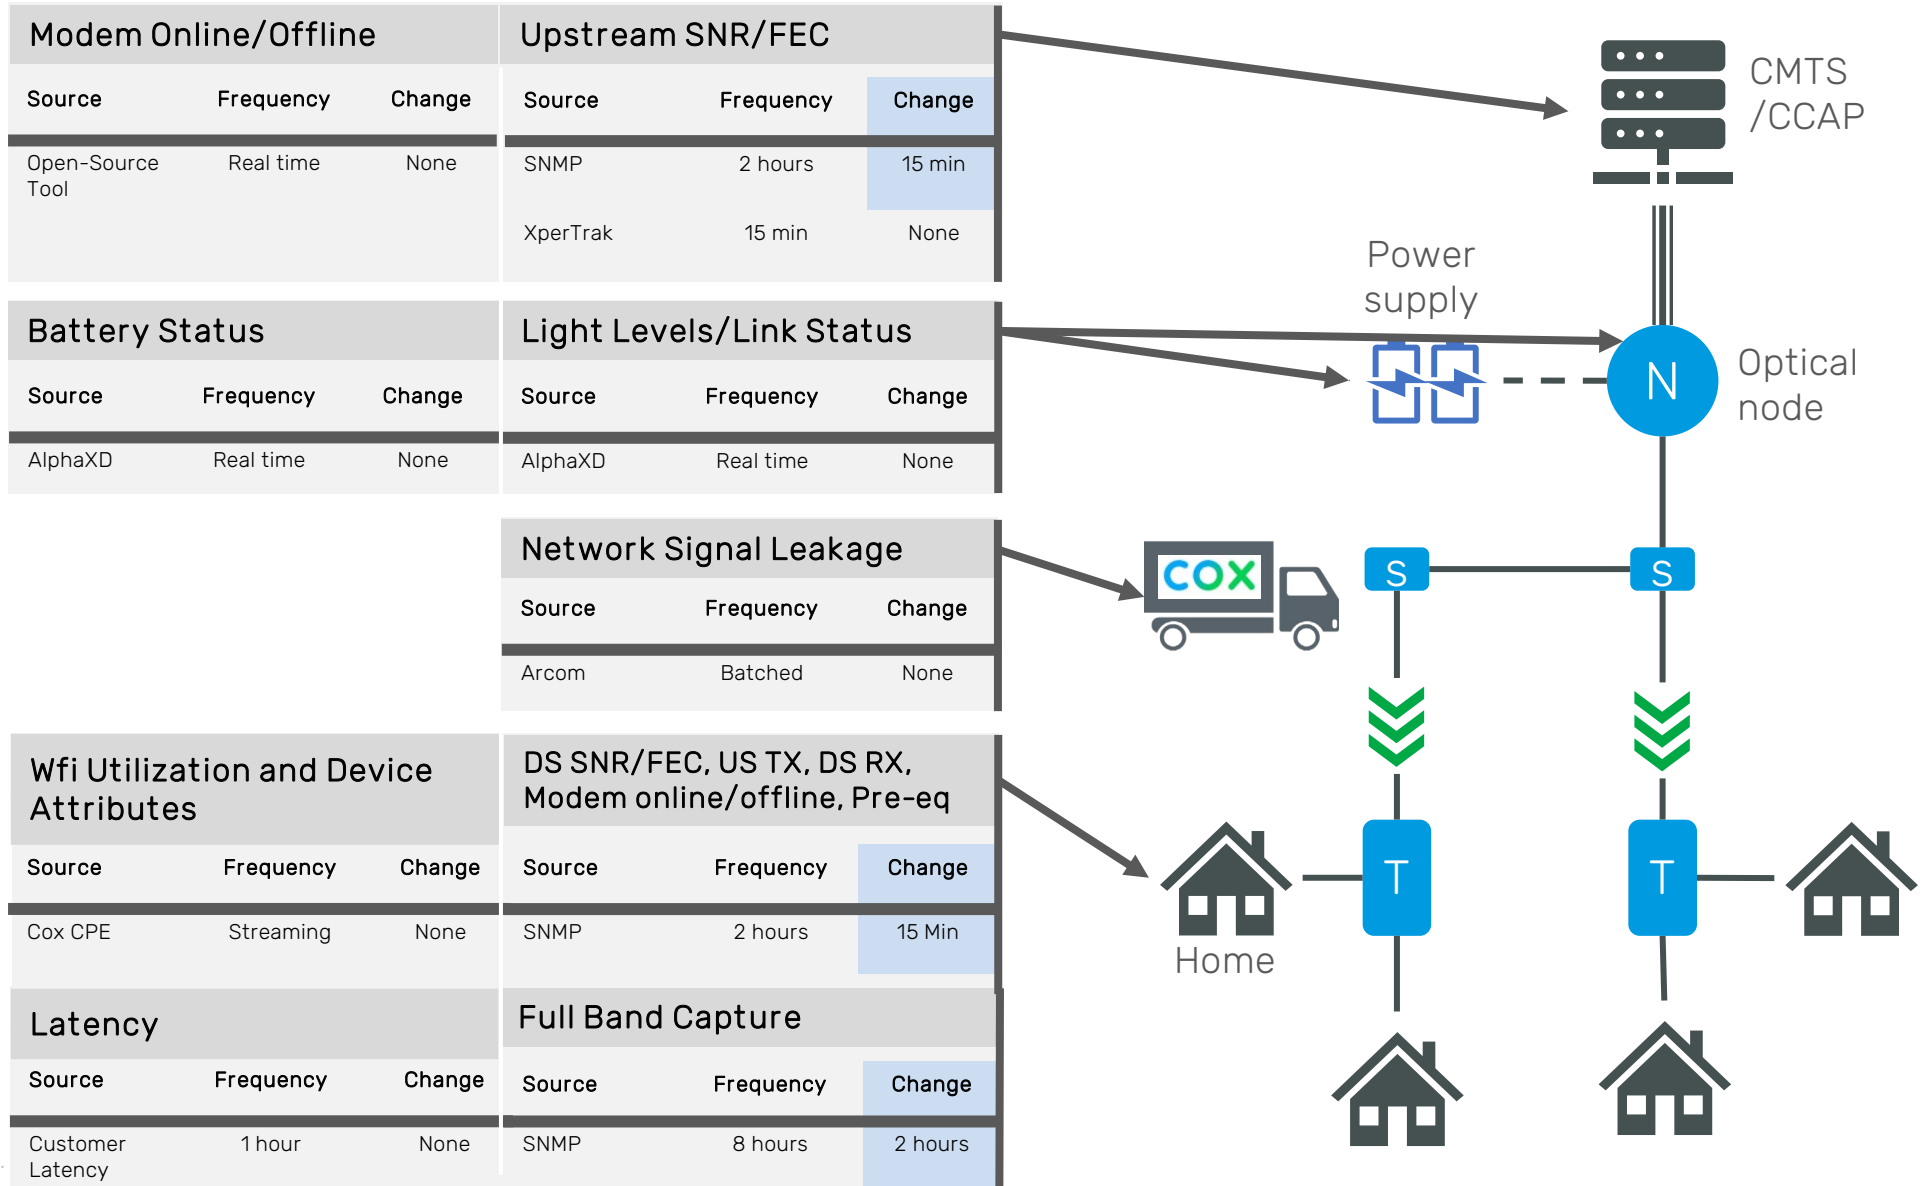 Modem Online/Offline
Source Frequency Change
Open-Source Real time None
Tool
Upstream SNR/FEC
Source Frequency Change
SNMP 2 hours 15 min
XperTrak 15 min None
CMTS
/CCAP
Battery Status
Source Frequency Change
AlphaXD Real time None
Light Levels/Link Status
Source Frequency Change
AlphaXD Real time None
Power
supply
N
Optical
node
Network Signal Leakage
Source Frequency Change
Arcom Batched None
COX
S
S
Wfi Utilization and Device
Attributes
Source Frequency Change
Cox CPE Streaming None
DS SNR/FEC, US TX, DS RX,
Modem online/offline, Pre-eq
Source Frequency Change
SNMP 2 hours 15 Min
T
T
Home
Latency
Source Frequency Change
Customer 1 hour None
Latency
Full Band Capture
Source Frequency Change
SNMP 8 hours 2 hours